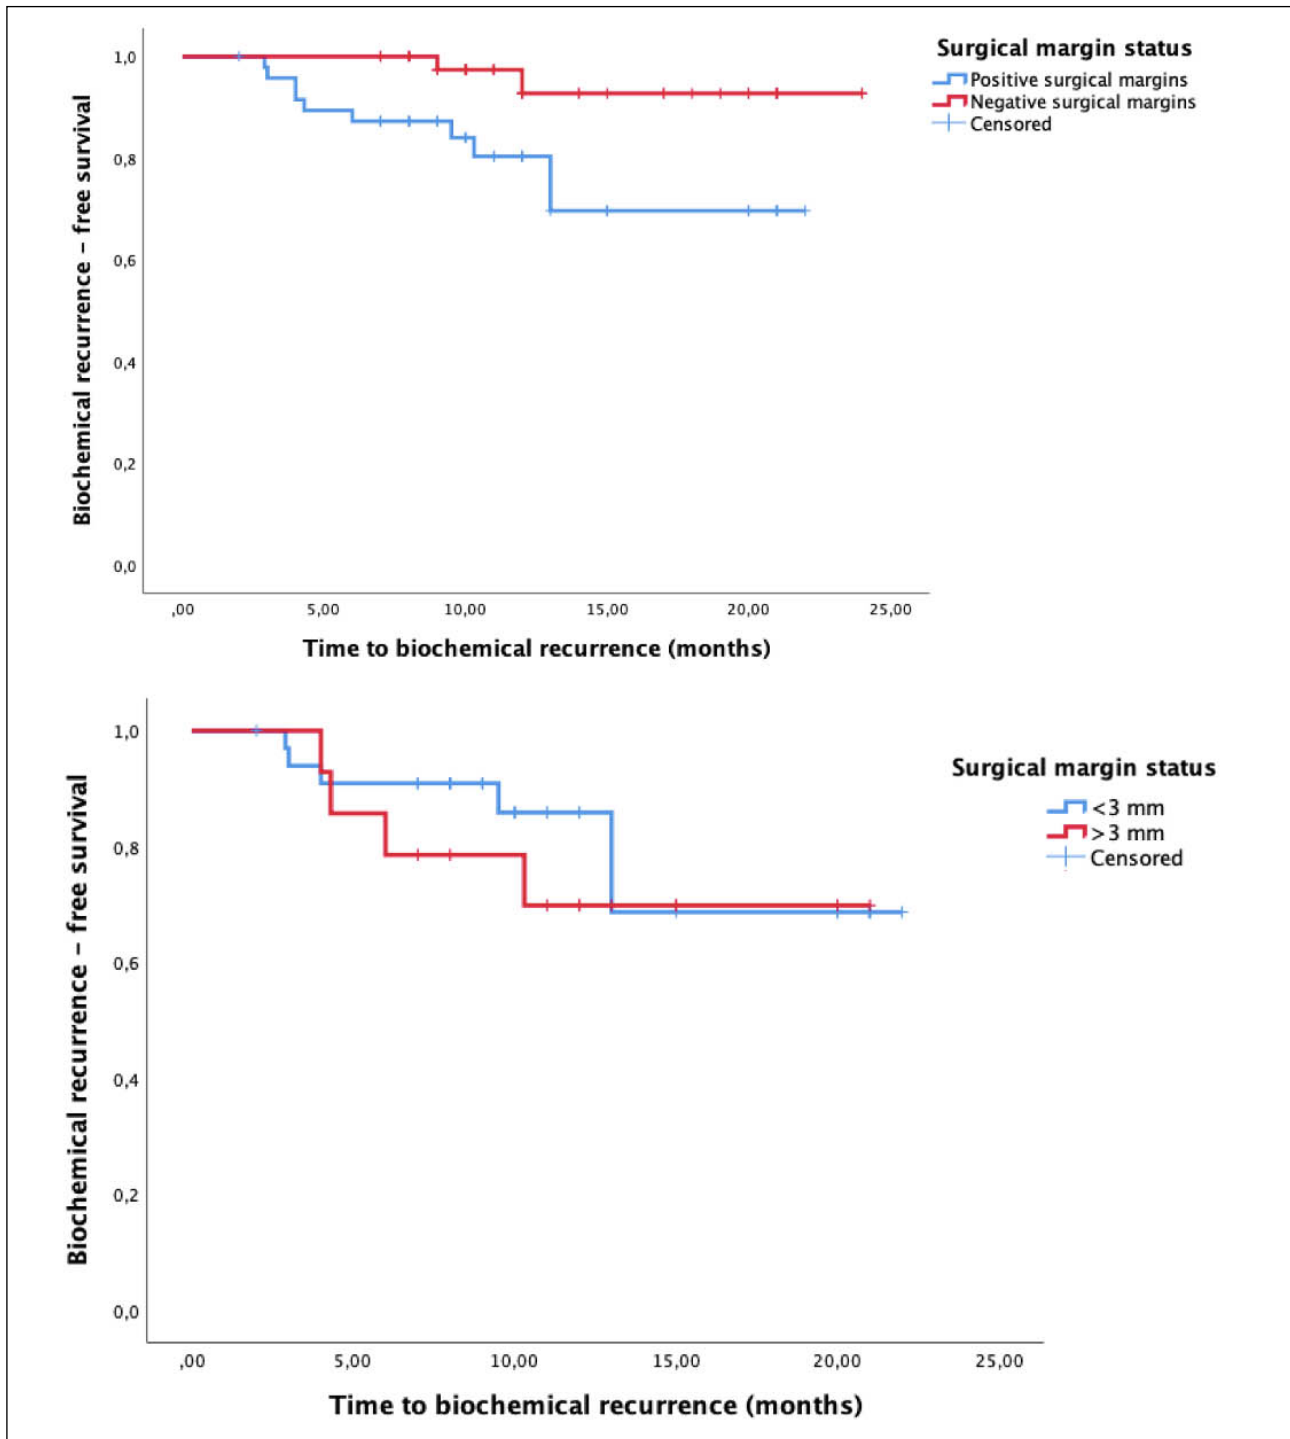 Surgical margin status
Positive surgical margins
Negative surgical margins
Censored
Biochemical recurrence – free survival
1,0
0,8
0,6
0,4
0,2
0,0
,00 5,00 10,00 15,00 20,00 25,00
Time to biochemical recurrence (months)
Surgical margin status
<3 mm
>3 mm
Censored
Biochemical recurrence – free survival
1,0
0,8
0,6
0,4
0,2
0,0
,00 5,00 10,00 15,00 20,00 25,00
Time to biochemical recurrence (months)